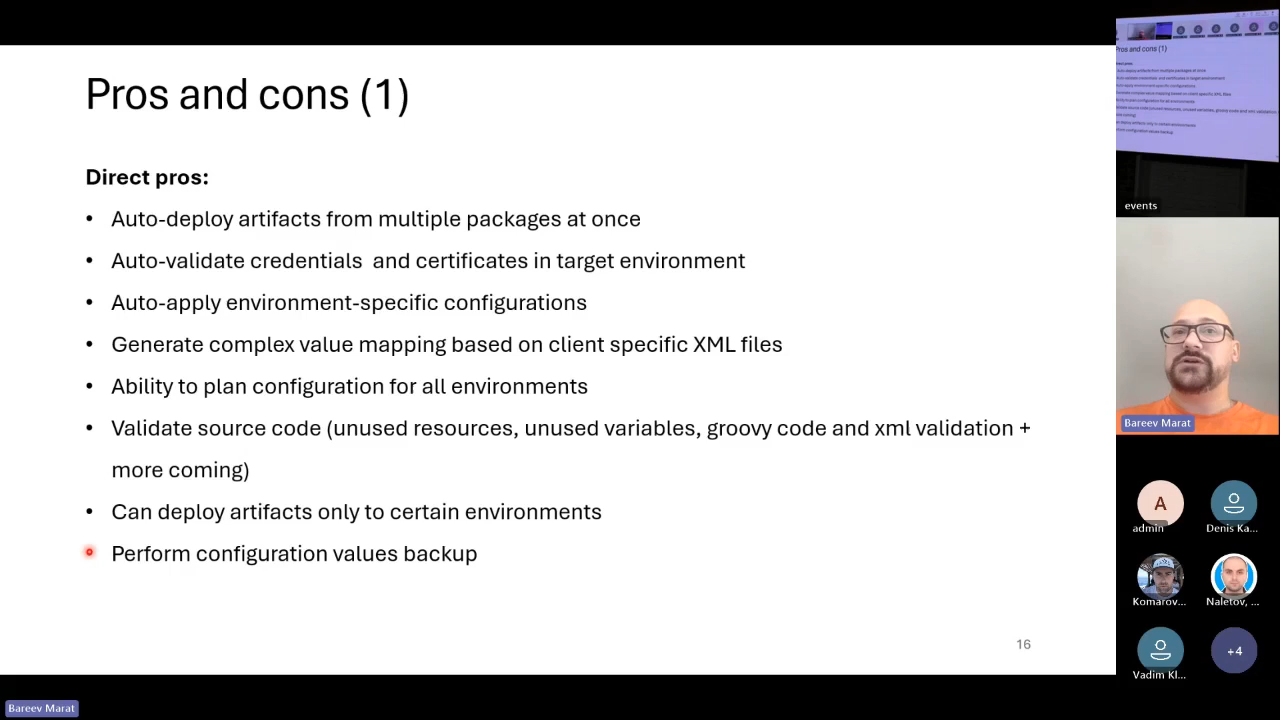 Pros and cons (1)
Direct pros:
• Auto-deploy artifacts from multiple packages at once
• Auto-validate credentials  and certificates in target environment
• Auto-apply environment-specific configurations
• Generate complex value mapping based on client specific XML files
• Ability to plan configuration for all environments
• Validate source code (unused resources, unused variables, groovy code and xml validation +
more coming)
• Can deploy artifacts only to certain environments
Perform configuration values backup
16
Bareev Marat
Pros and cons (1)
events
Bareev Marat
A
admin
Denis Ka...
Komarov...
Naletov, ...
Vadim Kl...
+4